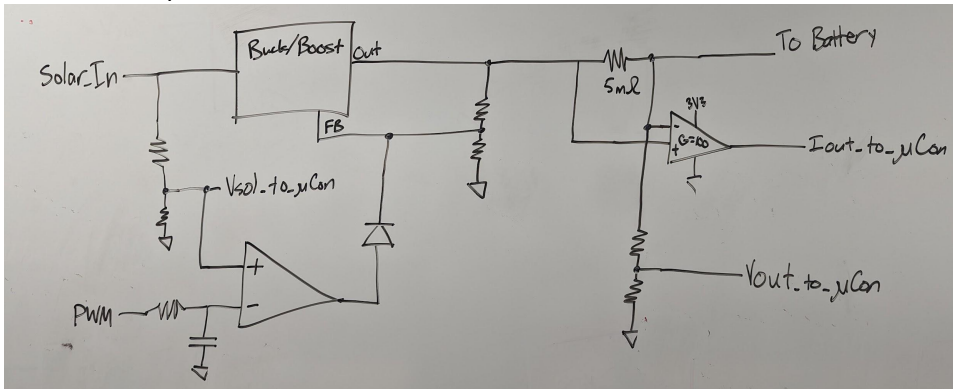 Buck/Boost
Out
To Battery
Solar_In
5mΩ
FB
3V3
-
G=100
+
Iout_to_μCon
Vsol_to_μCon
+
-
Vout_to_μCon
PWM